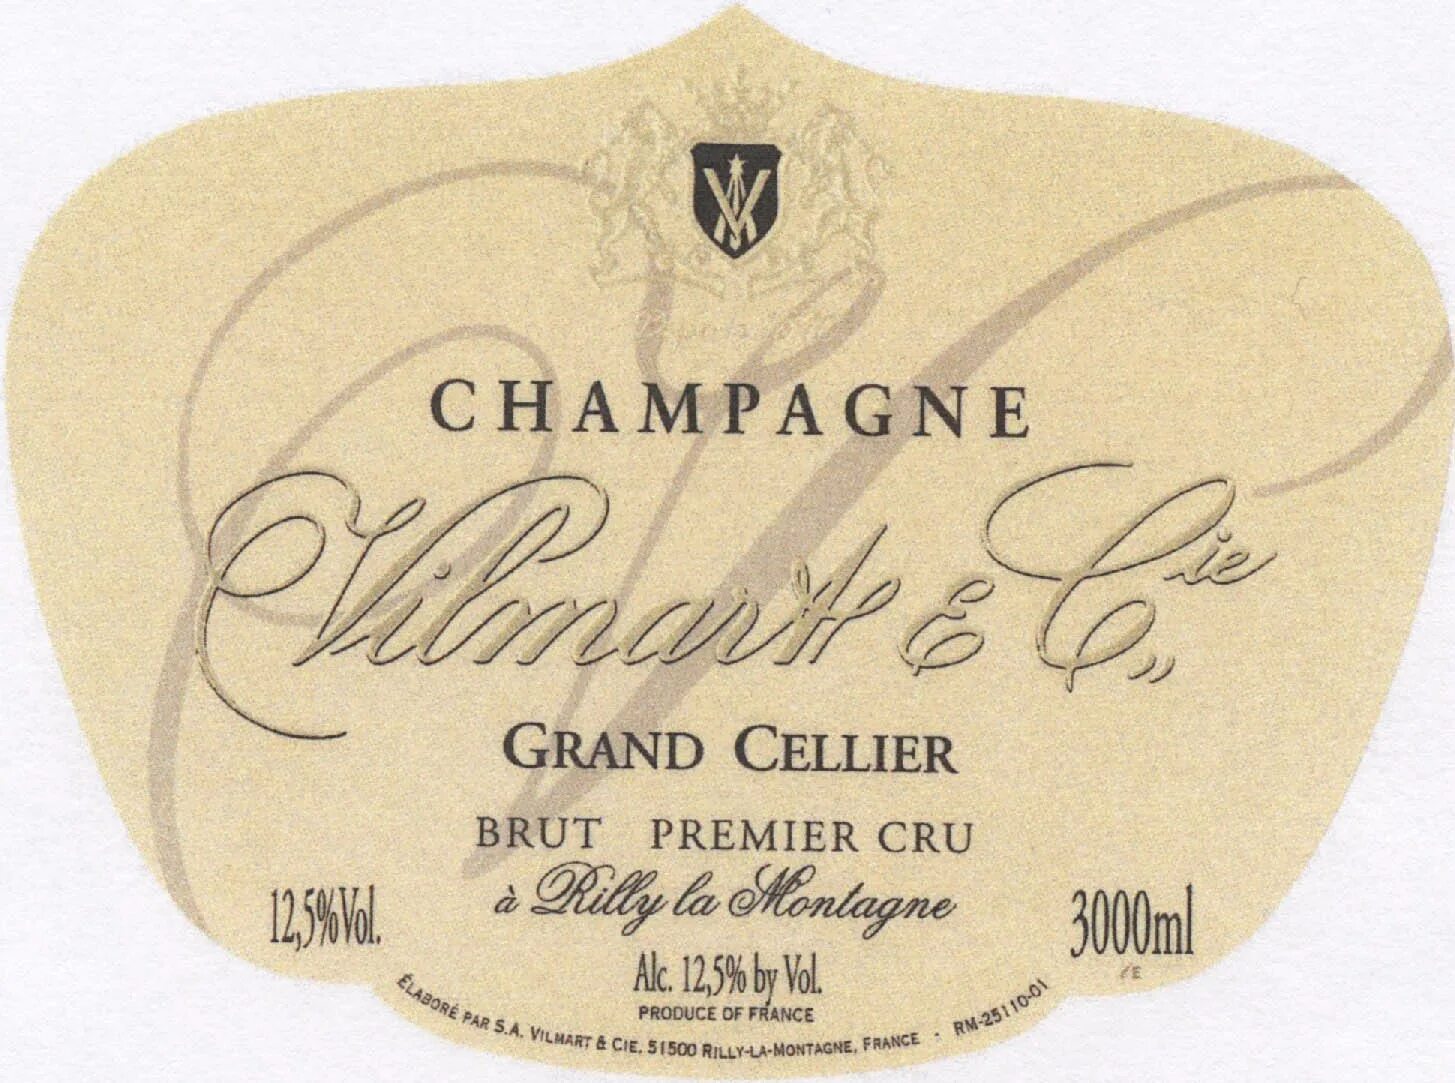 CHAMPAGNE
Vilmart & Cie
GRAND CELLIER
BRUT PREMIER CRU
à Rilly la Montagne
12,5%Vol.
3000ml
Alc. 12,5% by Vol.
PRODUCE OF FRANCE
ÉLABORÉ PAR S.A. VILMART & CIE. 51500 RILLY-LA-MONTAGNE, FRANCE - RM-25110-01